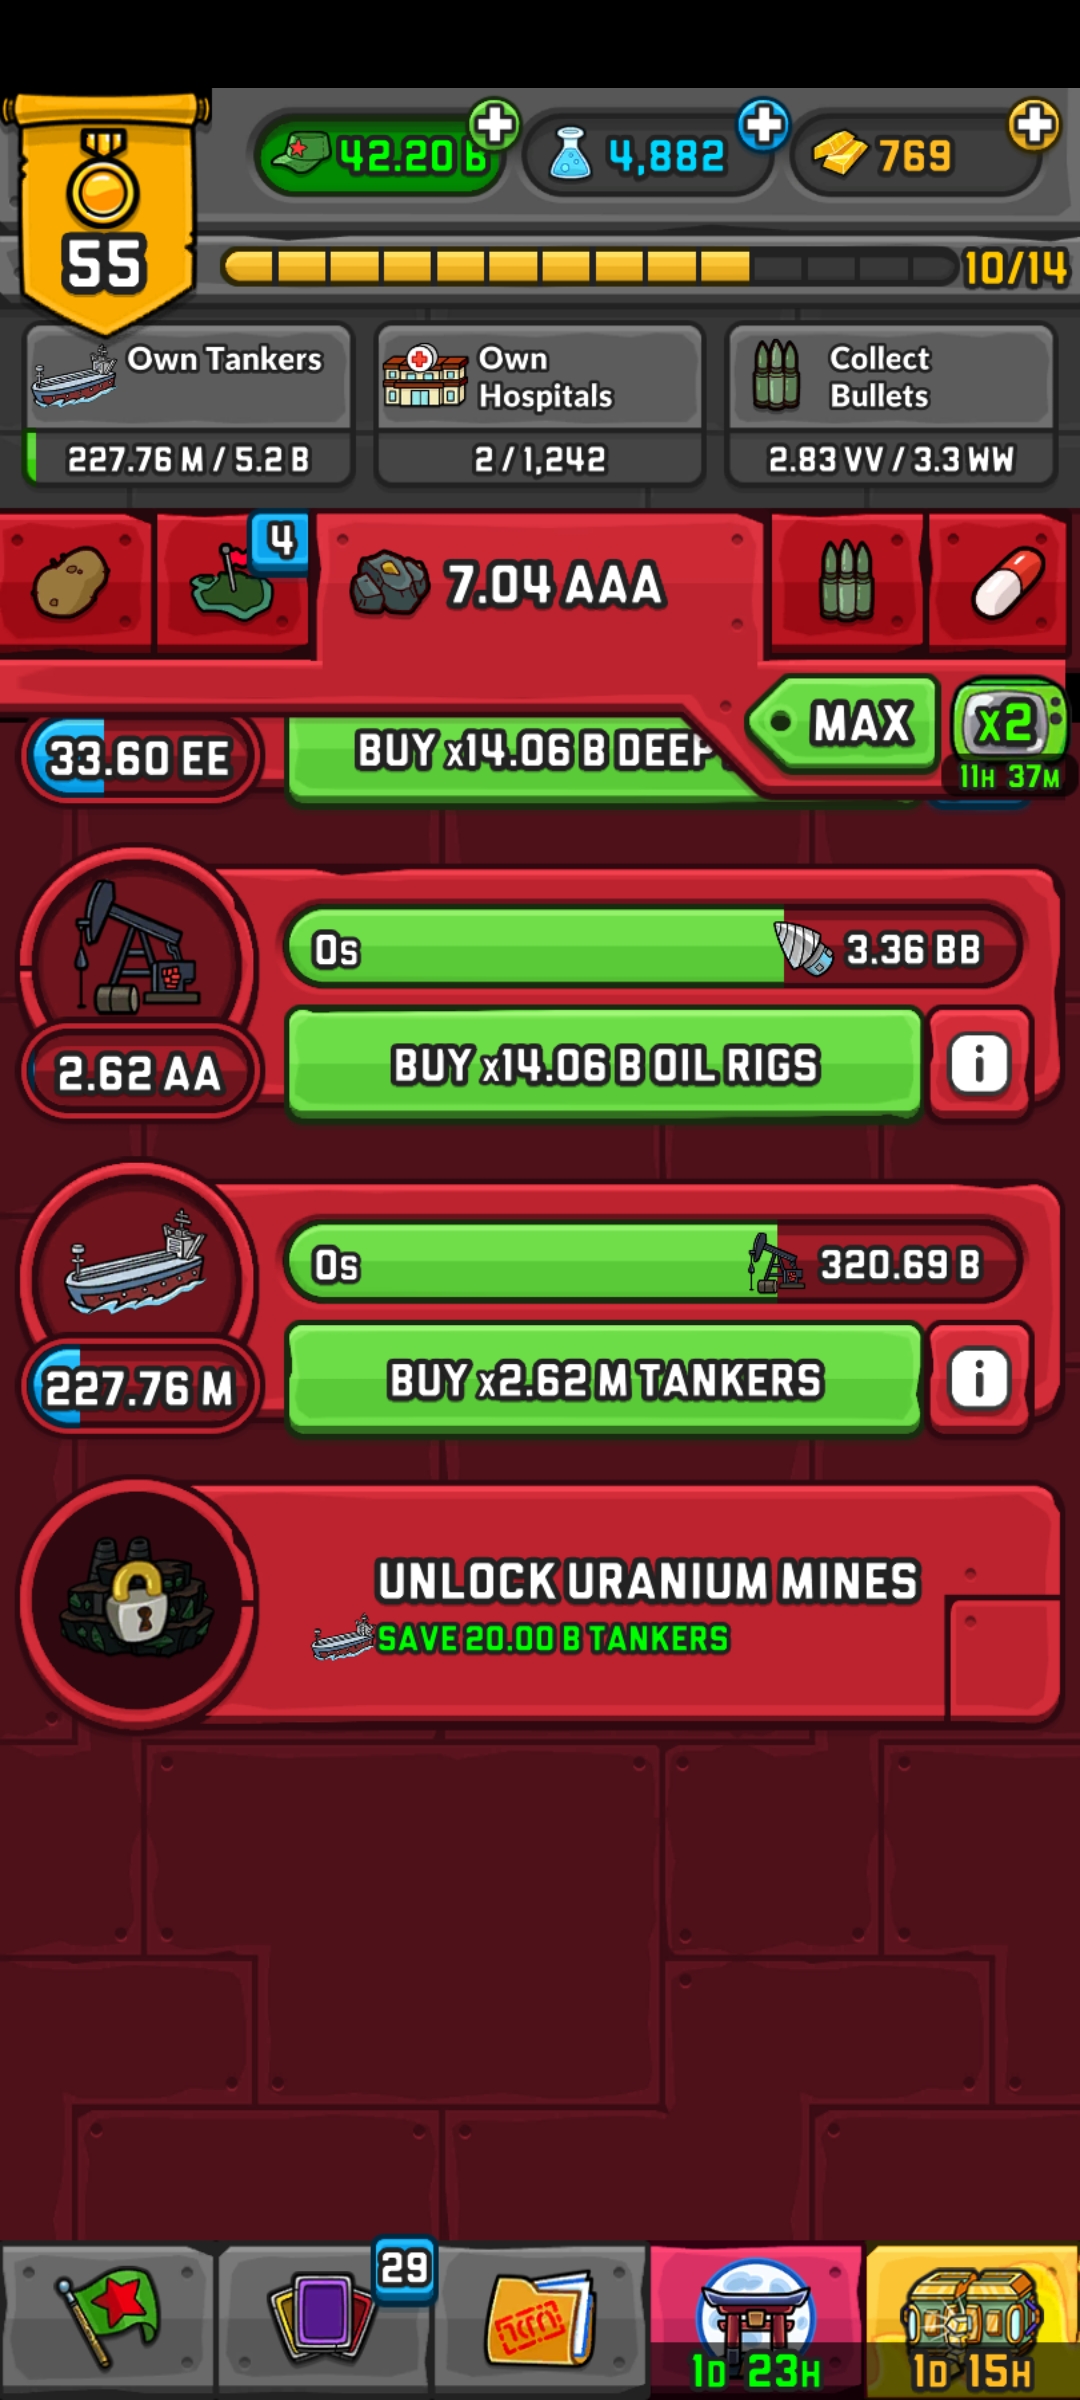 42.20 B
4,882
769
55
10/14
Own Tankers
227.76 M / 5.2 B
Own
Hospitals
2 / 1,242
Collect
Bullets
2.83 VV / 3.3 WW
4
7.04 AAA
MAX
x2
11H 37M
33.60 EE
BUY x14.06 B DEEP
0s
3.36 BB
2.62 AA
BUY x14.06 B OIL RIGS
i
0s
320.69 B
227.76 M
BUY x2.62 M TANKERS
i
UNLOCK URANIUM MINES
SAVE 20.00 B TANKERS
29
1D 23H
1D 15H